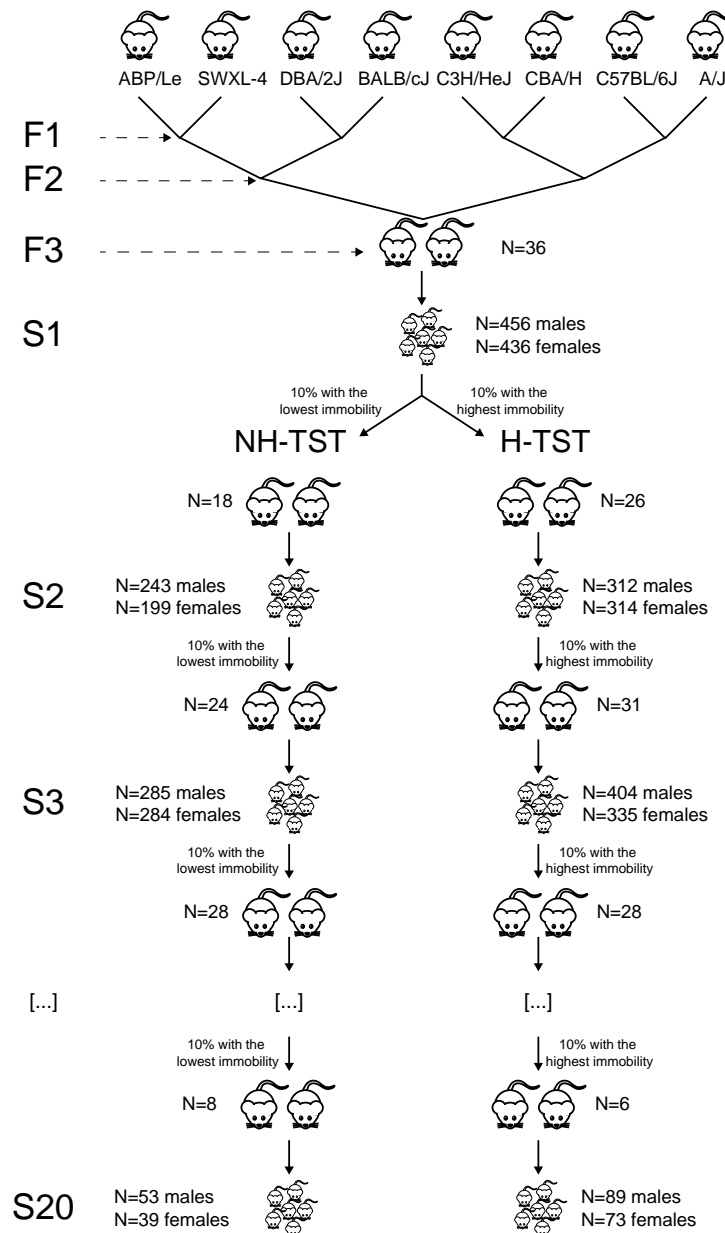 ABP/Le SWXL-4 DBA/2J BALB/cJ C3H/HeJ CBA/H C57BL/6J A/J
F1
F2
F3
N=36
S1
N=456 males
N=436 females
10% with the
lowest immobility
10% with the
highest immobility
NH-TST
H-TST
N=18
N=26
S2
N=243 males
N=199 females
N=312 males
N=314 females
10% with the
lowest immobility
10% with the
highest immobility
N=24
N=31
S3
N=285 males
N=284 females
N=404 males
N=335 females
10% with the
lowest immobility
10% with the
highest immobility
N=28
N=28
[...]
[...]
[...]
10% with the
lowest immobility
10% with the
highest immobility
N=8
N=6
S20
N=53 males
N=39 females
N=89 males
N=73 females